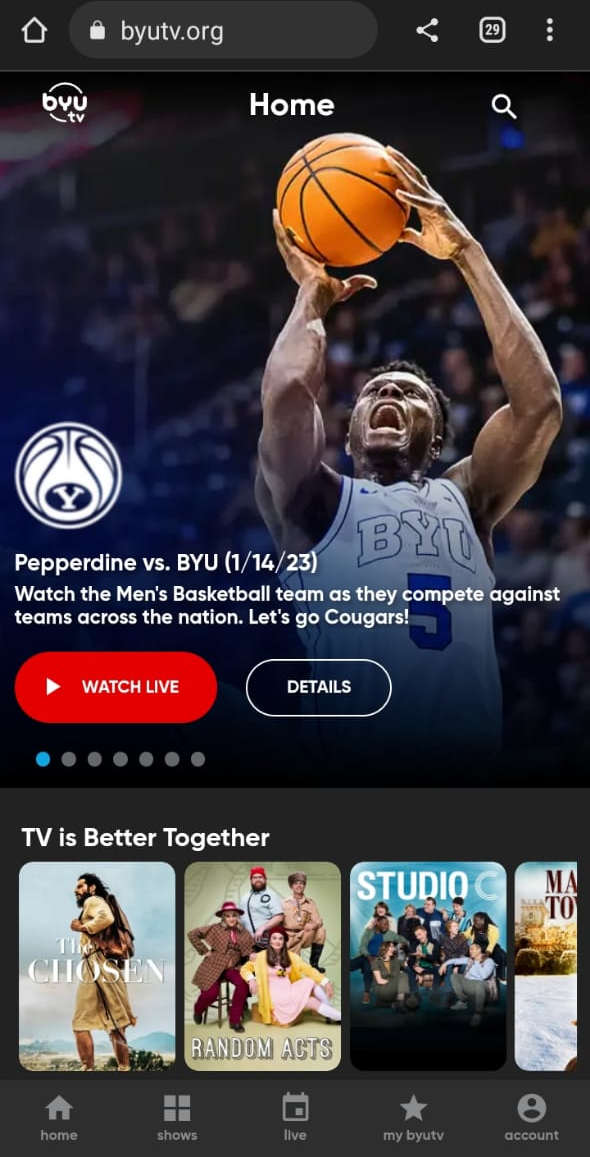 byutv.org
29
byu
tv
Home
Y
BYU
5
Pepperdine vs. BYU (1/14/23)
Watch the Men's Basketball team as they compete against
teams across the nation. Let's go Cougars!
WATCH LIVE
DETAILS
TV is Better Together
The
CHOSEN
RANDOM ACTS
STUDIO C
MA
TO
home
shows
live
my byutv
account